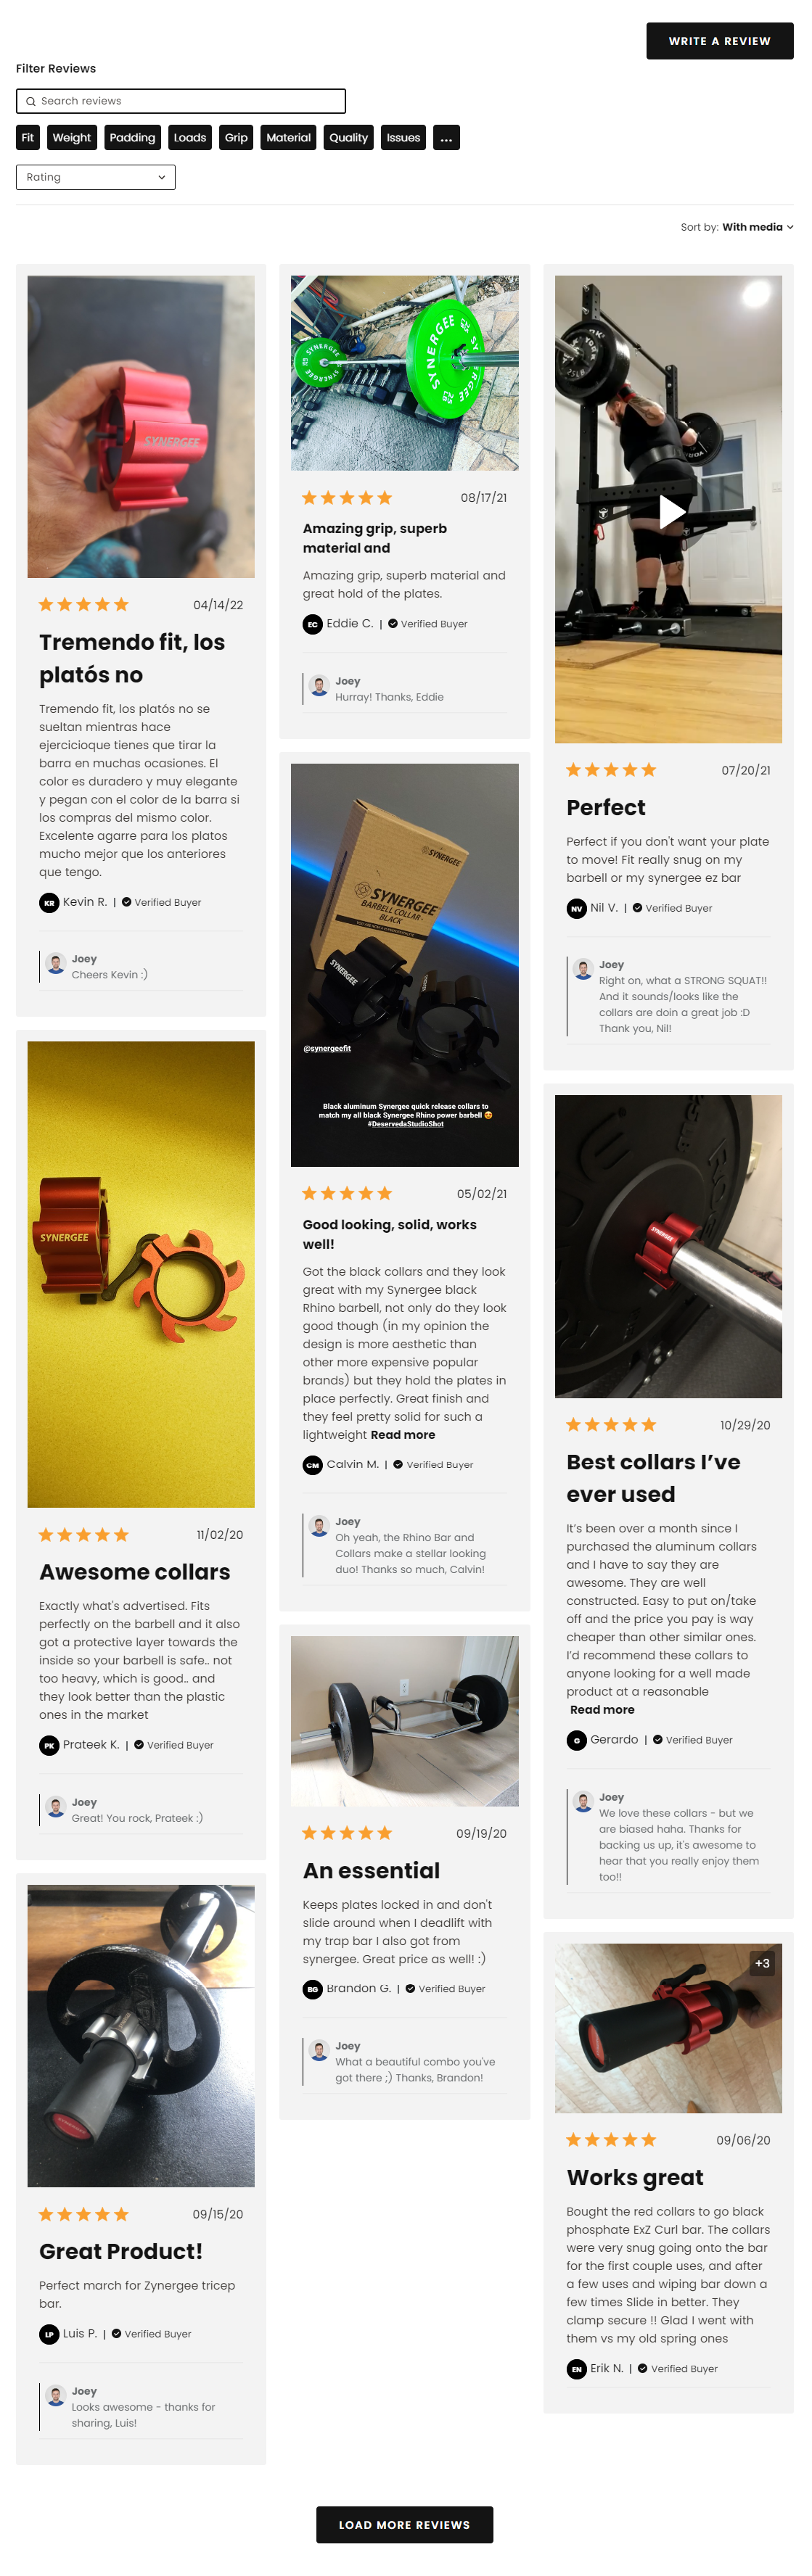 WRITE A REVIEW
Filter Reviews
Search reviews
Fit Weight Padding Loads Grip Material Quality Issues ...
Rating
Sort by: With media
SYNERGEE
04/14/22
Tremendo fit, los
platós no
Tremendo fit, los platós no se
sueltan mientras hace
ejercicioque tienes que tirar la
barra en muchas ocasiones. El
color es duradero y muy elegante
y pegan con el color de la barra si
los compras del mismo color.
Excelente agarre para los platos
mucho mejor que los anteriores
que tengo.
KR Kevin R. | Verified Buyer
Joey
Cheers Kevin :)
SYNERGEE
11/02/20
Awesome collars
Exactly what's advertised. Fits
perfectly on the barbell and it also
got a protective layer towards the
inside so your barbell is safe.. not
too heavy, which is good.. and
they look better than the plastic
ones in the market
PK Prateek K. | Verified Buyer
Joey
Great! You rock, Prateek :)
09/15/20
Great Product!
Perfect march for Zynergee tricep
bar.
LP Luis P. | Verified Buyer
Joey
Looks awesome - thanks for
sharing, Luis!
SYNERGEE
SYNERGEE
08/17/21
Amazing grip, superb
material and
Amazing grip, superb material and
great hold of the plates.
EC Eddie C. | Verified Buyer
Joey
Hurray! Thanks, Eddie
SYNERGEE
SYNERGEE
BARBELL COLLAR -
BLACK
SYNERGEE
@synergeefit
Black aluminum Synergee quick release collars to
match my all black Synergee Rhino power barbell 😍
#DeservedaStudioShot
05/02/21
Good looking, solid, works
well!
Got the black collars and they look
great with my Synergee black
Rhino barbell, not only do they look
good though (in my opinion the
design is more aesthetic than
other more expensive popular
brands) but they hold the plates in
place perfectly. Great finish and
they feel pretty solid for such a
lightweight Read more
CM Calvin M. | Verified Buyer
Joey
Oh yeah, the Rhino Bar and
Collars make a stellar looking
duo! Thanks so much, Calvin!
09/19/20
An essential
Keeps plates locked in and don't
slide around when I deadlift with
my trap bar I also got from
synergee. Great price as well! :)
BG Brandon G. | Verified Buyer
Joey
What a beautiful combo you've
got there ;) Thanks, Brandon!
07/20/21
Perfect
Perfect if you don't want your plate
to move! Fit really snug on my
barbell or my synergee ez bar
NV Nil V. | Verified Buyer
Joey
Right on, what a STRONG SQUAT!!
And it sounds/looks like the
collars are doin a great job :D
Thank you, Nil!
SYNERGEE
10/29/20
Best collars I’ve
ever used
It’s been over a month since I
purchased the aluminum collars
and I have to say they are
awesome. They are well
constructed. Easy to put on/take
off and the price you pay is way
cheaper than other similar ones.
I’d recommend these collars to
anyone looking for a well made
product at a reasonable
Read more
G Gerardo | Verified Buyer
Joey
We love these collars - but we
are biased haha. Thanks for
backing us up, it's awesome to
hear that you really enjoy them
too!!
+3
09/06/20
Works great
Bought the red collars to go black
phosphate ExZ Curl bar. The collars
were very snug going onto the bar
for the first couple uses, and after
a few uses and wiping bar down a
few times Slide in better. They
clamp secure !! Glad I went with
them vs my old spring ones
EN Erik N. | Verified Buyer
LOAD MORE REVIEWS